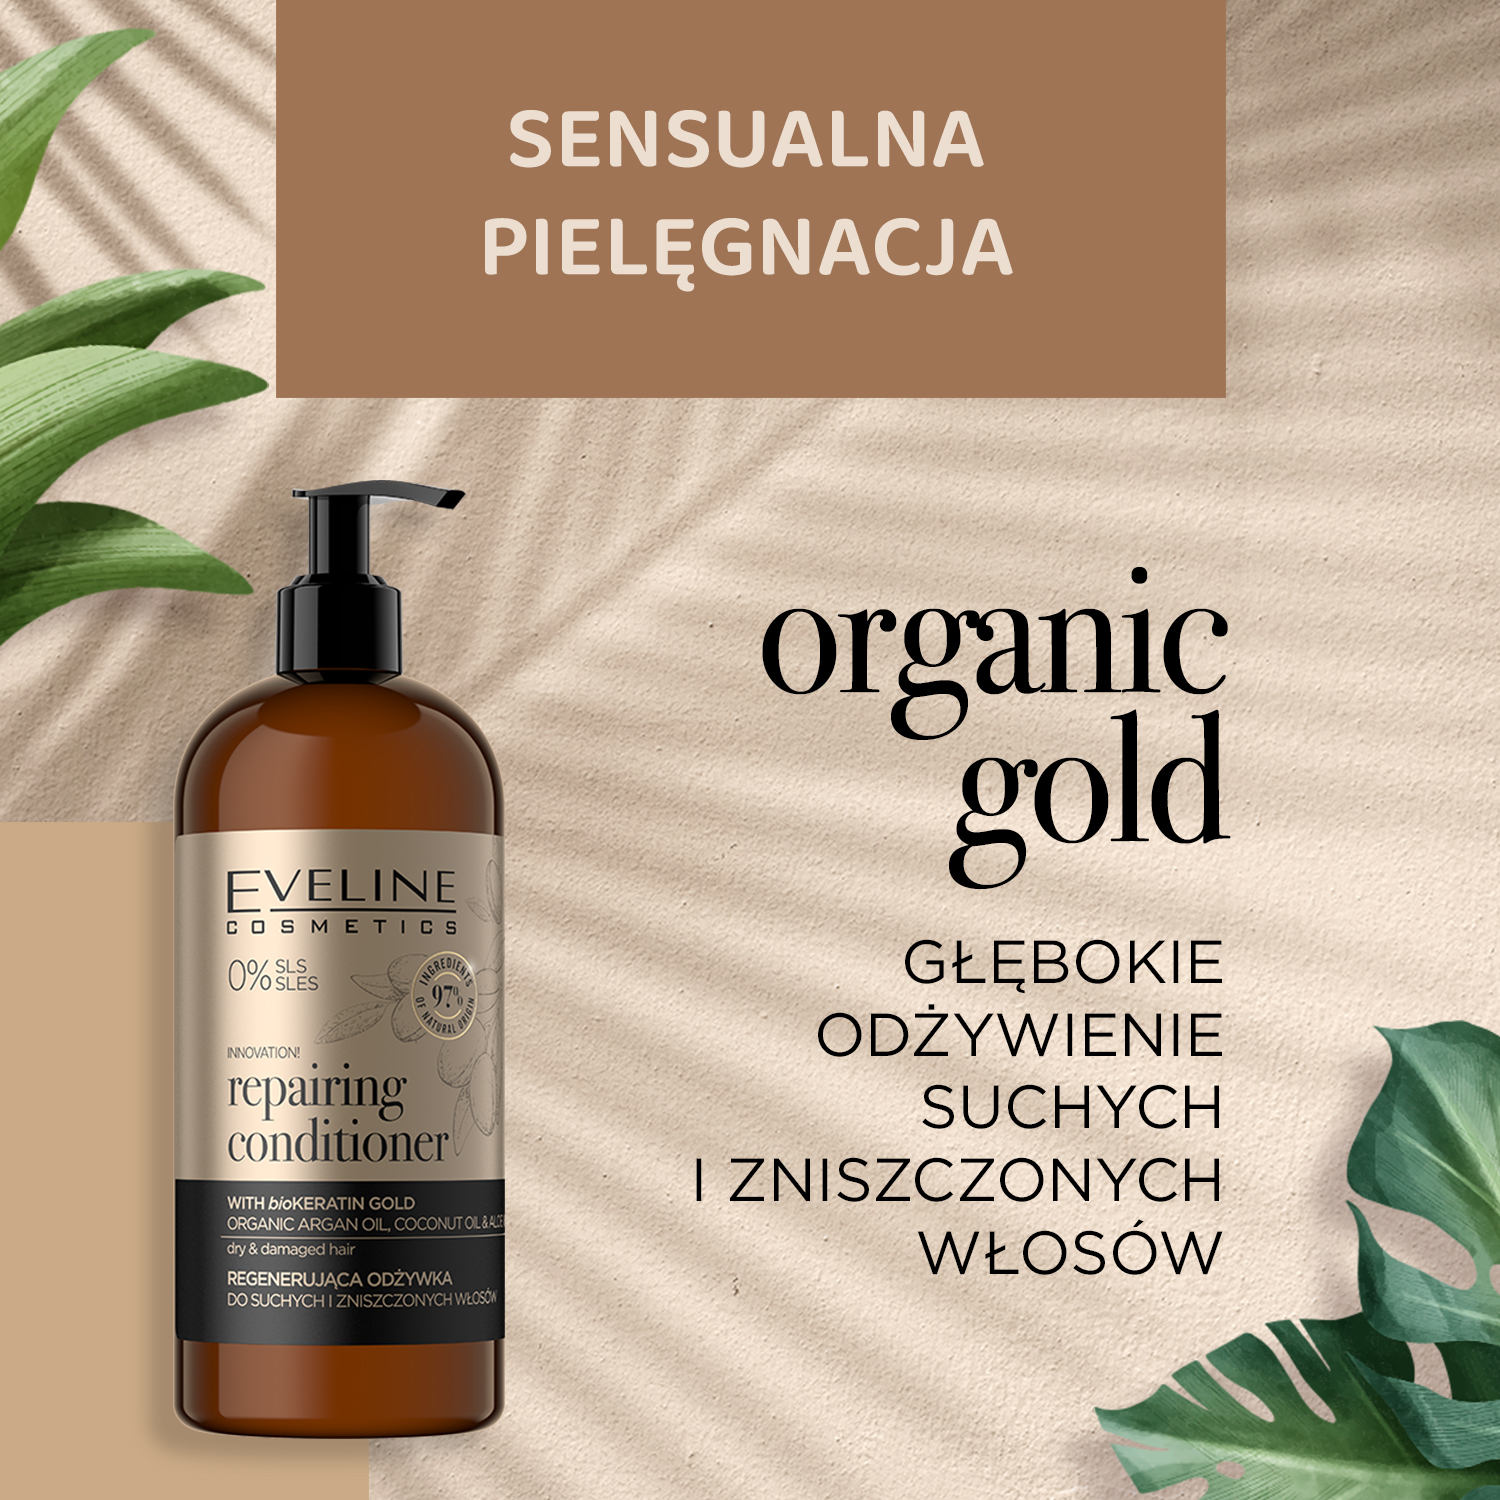 SENSUALNA
PIELĘGNACJA
organic
gold
GŁĘBOKIE
ODŻYWIENIE
SUCHYCH
I ZNISZCZONYCH
WŁOSÓW
EVELINE
COSMETICS
0% SLS
SLES
INGREDIENTS
97%
OF NATURAL ORIGIN
INNOVATION!
repairing
conditioner
WITH bioKERATIN GOLD
ORGANIC ARGAN OIL, COCONUT OIL & ALOE
dry & damaged hair
REGENERUJĄCA ODŻYWKA
DO SUCHYCH I ZNISZCZONYCH WŁOSÓW